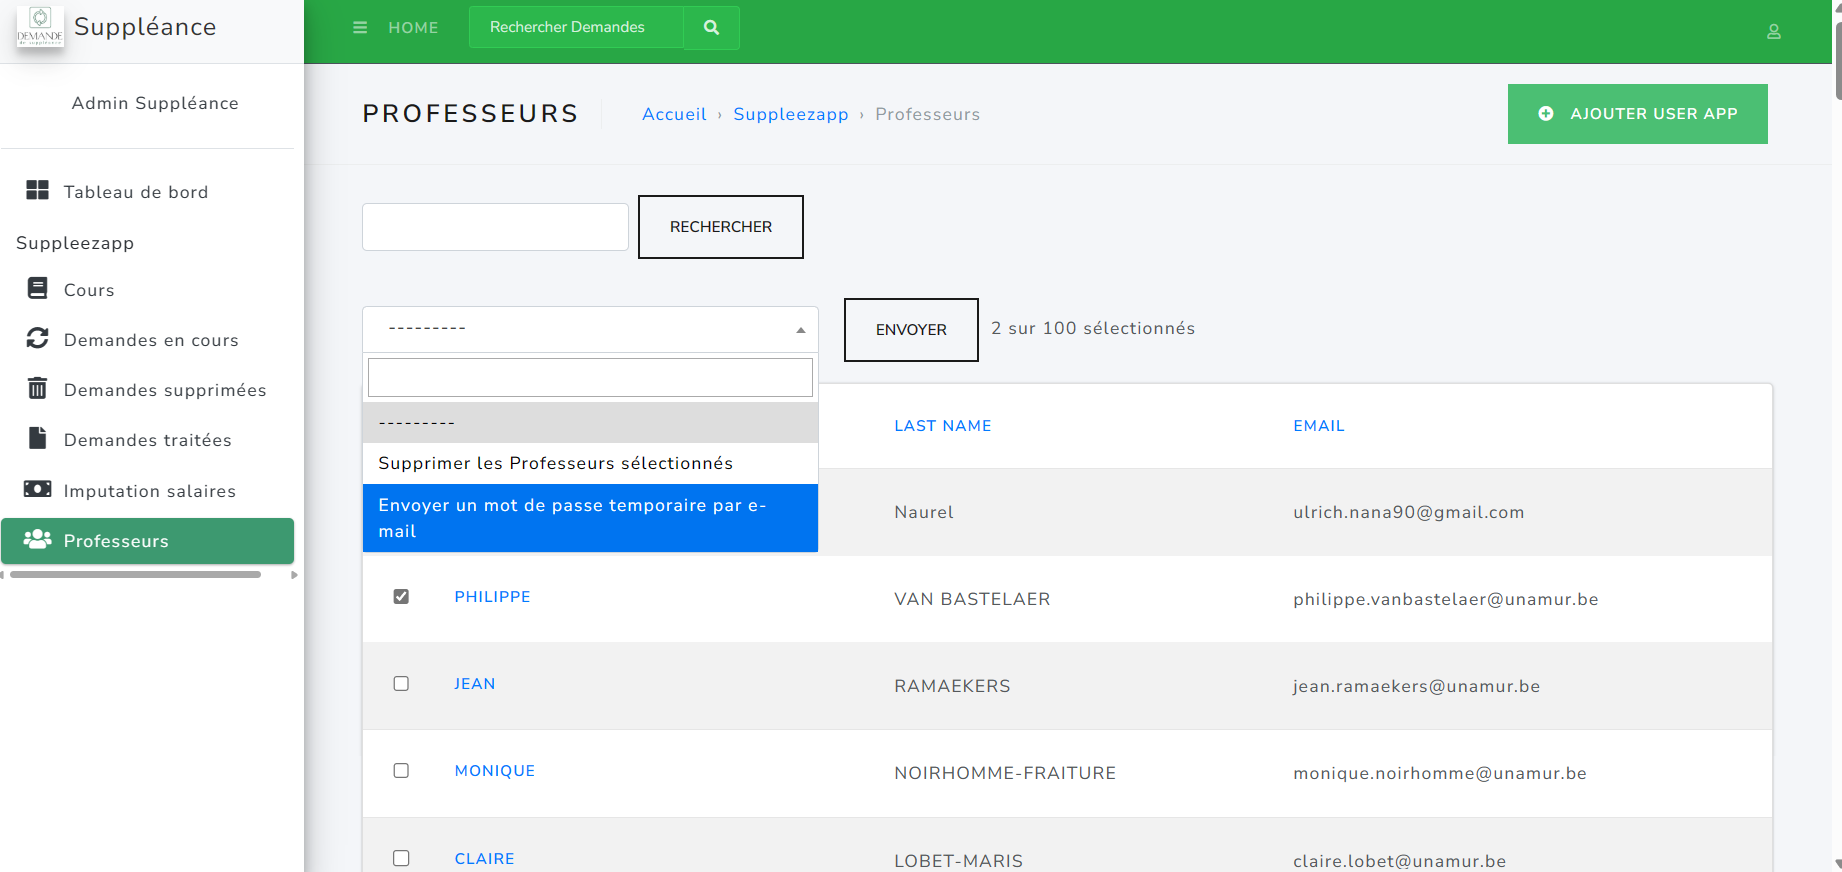 DEMANDE
de suppléance
Suppléance
HOME
Rechercher Demandes
Admin Suppléance
PROFESSEURS
Accueil › Suppleezapp › Professeurs
AJOUTER USER APP
Tableau de bord
Suppleezapp
Cours
Demandes en cours
Demandes supprimées
Demandes traitées
Imputation salaires
Professeurs
RECHERCHER
---------
ENVOYER
2 sur 100 sélectionnés
---------
Supprimer les Professeurs sélectionnés
Envoyer un mot de passe temporaire par e-
mail
LAST NAME EMAIL
Naurel ulrich.nana90@gmail.com
PHILIPPE VAN BASTELAER philippe.vanbastelaer@unamur.be
JEAN RAMAEKERS jean.ramaekers@unamur.be
MONIQUE NOIRHOMME-FRAITURE monique.noirhomme@unamur.be
CLAIRE LOBET-MARIS claire.lobet@unamur.be